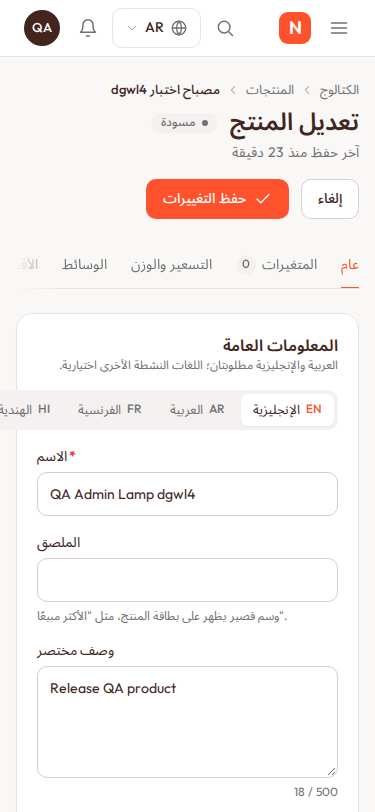 N AR QA
الكتالوج › المنتجات › مصباح اختبار dgwl4
تعديل المنتج مسودة
آخر حفظ منذ 23 دقيقة
إلغاء حفظ التغييرات
عام المتغيرات 0 التسعير والوزن الوسائط
المعلومات العامة
العربية والإنجليزية مطلوبتان؛ اللغات النشطة الأخرى اختيارية.
EN الإنجليزية AR العربية FR الفرنسية HI الهندية
الاسم*
QA Admin Lamp dgwl4
الملصق
وسم قصير يظهر على بطاقة المنتج، مثل "الأكثر مبيعًا".
وصف مختصر
Release QA product
18 / 500